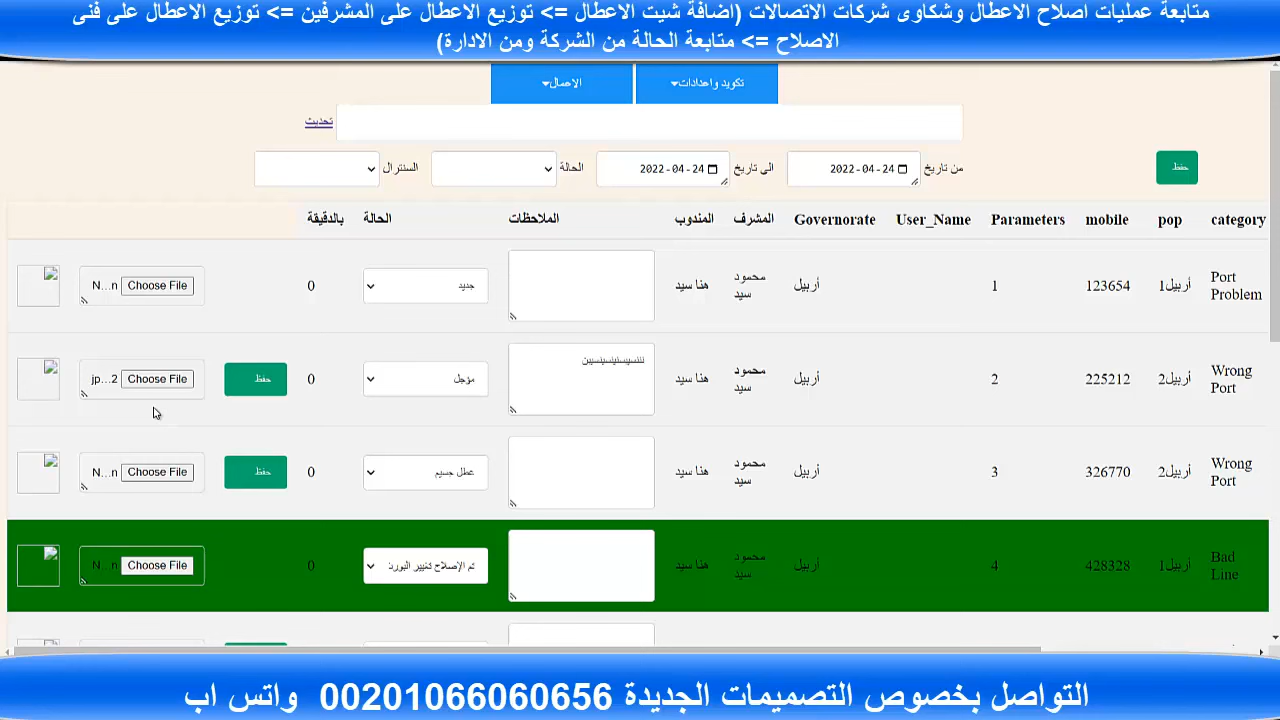 متابعة عمليات اصلاح الاعطال وشكاوى شركات الاتصالات (اضافة شيت الاعطال => توزيع الاعطال على المشرفين => توزيع الاعطال على فنى
الاصلاح => متابعة الحالة من الشركة ومن الادارة)
تكويد واعدادات الاعمال
تحديث
حفظ من تاريخ 2022-04-24 الى تاريخ 2022-04-24 الحالة السنترال
category pop mobile Parameters User_Name Governorate المشرف المندوب الملاحظات الحالة بالدقيقة
Port Problem أربيل1 123654 1 أربيل محمود سيد هنا سيد جديد 0 Choose File N...n
Wrong Port أربيل2 225212 2 أربيل محمود سيد هنا سيد مؤجل 0 حفظ Choose File jp...2
Wrong Port أربيل2 326770 3 أربيل محمود سيد هنا سيد عطل جسيم 0 حفظ Choose File N...n
Bad Line أربيل1 428328 4 أربيل محمود سيد هنا سيد تم الإصلاح تغيير البورت 0 Choose File N...n
التواصل بخصوص التصميمات الجديدة 00201066060656 واتس اب